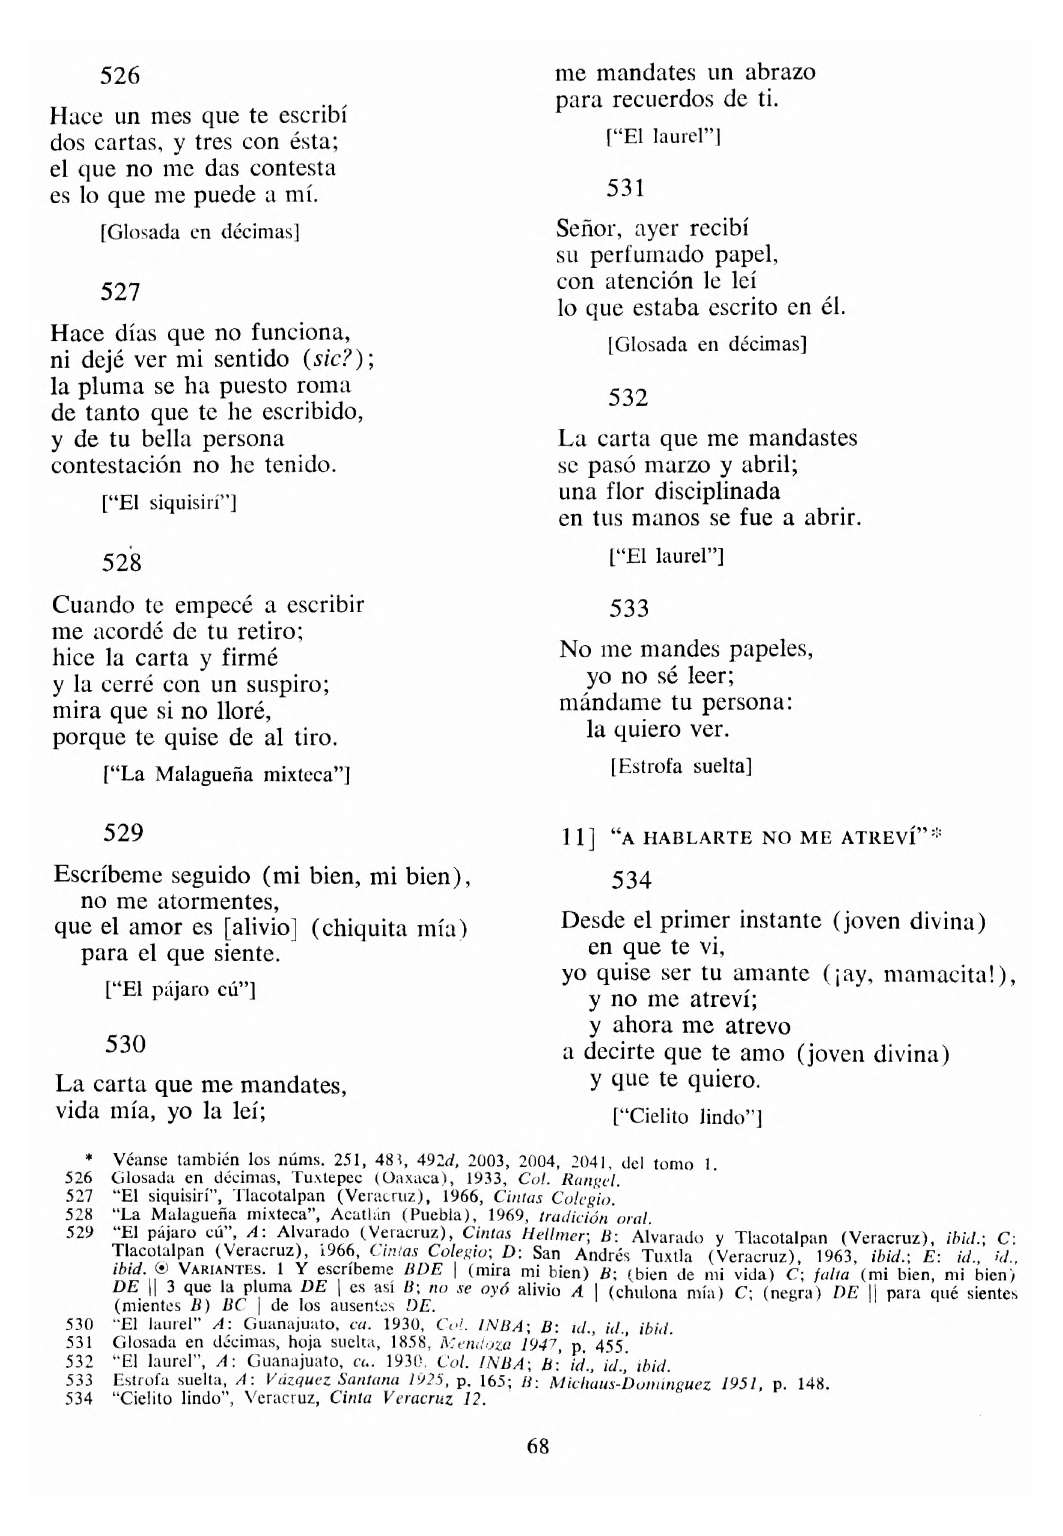 526
Hace un mes que te escribí
dos cartas, y tres con ésta;
el que no me das contesta
es lo que me puede a mí.
[Glosada en décimas]
527
Hace días que no funciona,
ni dejé ver mi sentido (sic?);
la pluma se ha puesto roma
de tanto que te he escribido,
y de tu bella persona
contestación no he tenido.
["El siquisirí"]
528
Cuando te empecé a escribir
me acordé de tu retiro;
hice la carta y firmé
y la cerré con un suspiro;
mira que si no lloré,
porque te quise de al tiro.
["La Malagueña mixteca"]
529
Escríbeme seguido (mi bien, mi bien),
no me atormentes,
que el amor es [alivio] (chiquita mía)
para el que siente.
["El pájaro cú"]
530
La carta que me mandates,
vida mía, yo la leí;
me mandates un abrazo
para recuerdos de ti.
["El laurel"]
531
Señor, ayer recibí
su perfumado papel,
con atención le leí
lo que estaba escrito en él.
[Glosada en décimas]
532
La carta que me mandastes
se pasó marzo y abril;
una flor disciplinada
en tus manos se fue a abrir.
["El laurel"]
533
No me mandes papeles,
yo no sé leer;
mándame tu persona:
la quiero ver.
[Estrofa suelta]
11] "A HABLARTE NO ME ATREVÍ"*
534
Desde el primer instante (joven divina)
en que te vi,
yo quise ser tu amante (¡ay, mamacita!),
y no me atreví;
y ahora me atrevo
a decirte que te amo (joven divina)
y que te quiero.
["Cielito lindo"]
* Véanse también los núms. 251, 483, 492d, 2003, 2004, 2041, del tomo 1.
526 Glosada en décimas, Tuxtepec (Oaxaca), 1933, Col. Rangel.
527 "El siquisirí", Tlacotalpan (Veracruz), 1966, Cintas Colegio.
528 "La Malagueña mixteca", Acatlán (Puebla), 1969, tradición oral.
529 "El pájaro cú", A: Alvarado (Veracruz), Cintas Hellmer; B: Alvarado y Tlacotalpan (Veracruz), ibid.; C:
Tlacotalpan (Veracruz), 1966, Cintas Colegio; D: San Andrés Tuxtla (Veracruz), 1963, ibid.; E: id., id.,
ibid. ⊙ VARIANTES. 1 Y escríbeme BDE | (mira mi bien) B; (bien de mi vida) C; falta (mi bien, mi bien)
DE || 3 que la pluma DE | es así B; no se oyó alivio A | (chulona mía) C; (negra) DE || para qué sientes
(mientes B) BC | de los ausentes DE.
530 "El laurel" A: Guanajuato, ca. 1930, Col. INBA; B: id., id., ibid.
531 Glosada en décimas, hoja suelta, 1858, Mendoza 1947, p. 455.
532 "El laurel", A: Guanajuato, ca. 1930, Col. INBA; B: id., id., ibid.
533 Estrofa suelta, A: Vázquez Santana 1925, p. 165; B: Michaus-Domínguez 1951, p. 148.
534 "Cielito lindo", Veracruz, Cinta Veracruz 12.
68